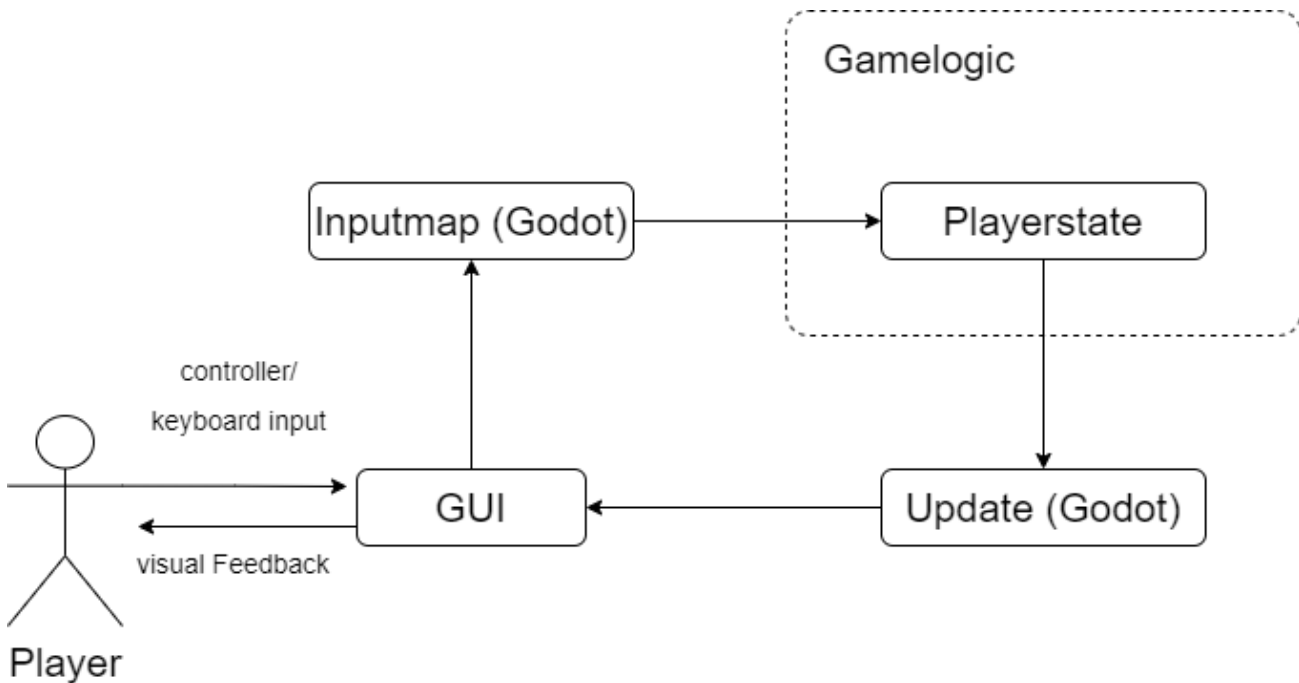 Gamelogic
Inputmap (Godot)
Playerstate
controller/
keyboard input
GUI
Update (Godot)
visual Feedback
Player